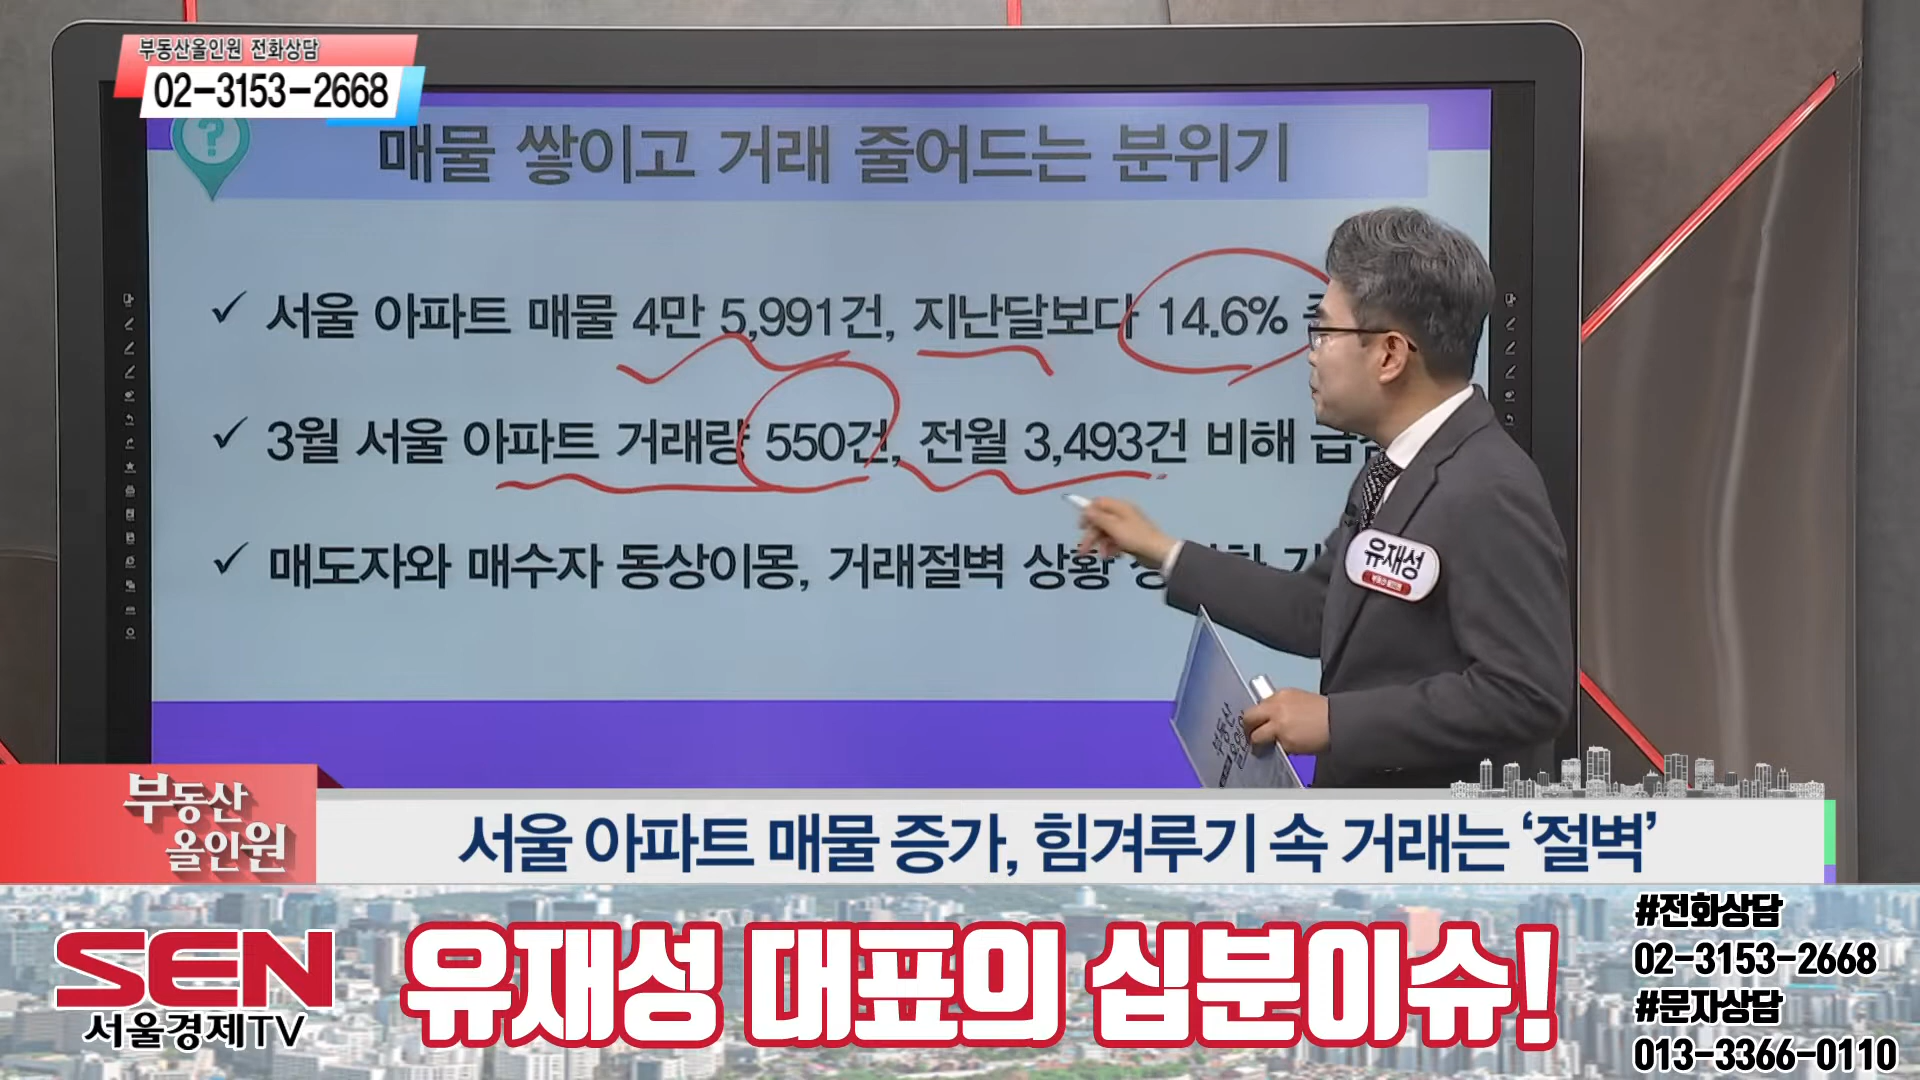 부동산올인원 전화상담
02-3153-2668
?
매물 쌓이고 거래 줄어드는 분위기
✓ 서울 아파트 매물 4만 5,991건, 지난달보다 14.6%
✓ 3월 서울 아파트 거래량 550건, 전월 3,493건 비해
✓ 매도자와 매수자 동상이몽, 거래절벽 상황
유재성
부동산
올인원
부동산
올인원
서울 아파트 매물 증가, 힘겨루기 속 거래는 ‘절벽’
SEN
서울경제TV
유재성 대표의 십분이슈!
#전화상담
02-3153-2668
#문자상담
013-3366-0110